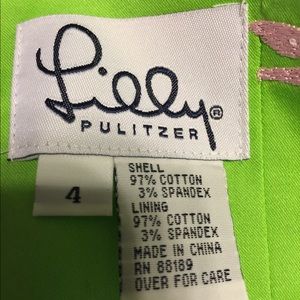 Lilly®
PULITZER
4
SHELL
97% COTTON
3% SPANDEX
LINING
97% COTTON
3% SPANDEX
MADE IN CHINA
RN 88189
OVER FOR CARE